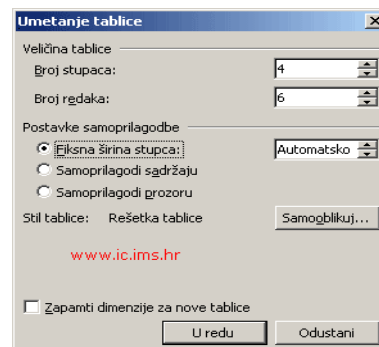 Umetanje tablice
Veličina tablice
Broj stupaca: 4
Broj redaka: 6
Postavke samoprilagodbe
Fiksna širina stupca: Automatsko
Samoprilagodi sadržaju
Samoprilagodi prozoru
Stil tablice: Rešetka tablice Samooblikuj...
www.ic.ims.hr
Zapamti dimenzije za nove tablice
U redu Odustani